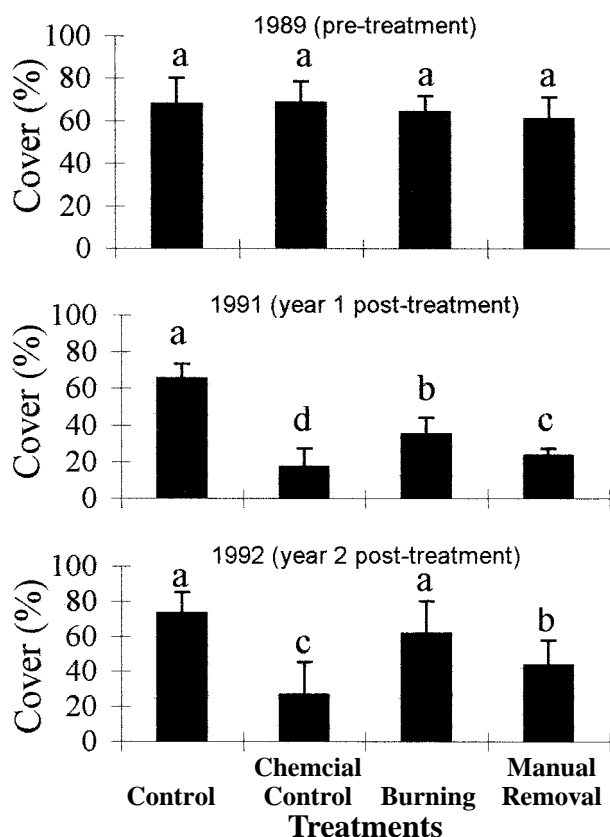 1989 (pre-treatment)
100
80
60
40
20
0
Cover (%)
a a a a
1991 (year 1 post-treatment)
100
80
60
40
20
0
Cover (%)
a d b c
1992 (year 2 post-treatment)
100
80
60
40
20
0
Cover (%)
a c a b
Control Chemcial Control Burning Manual Removal
Treatments